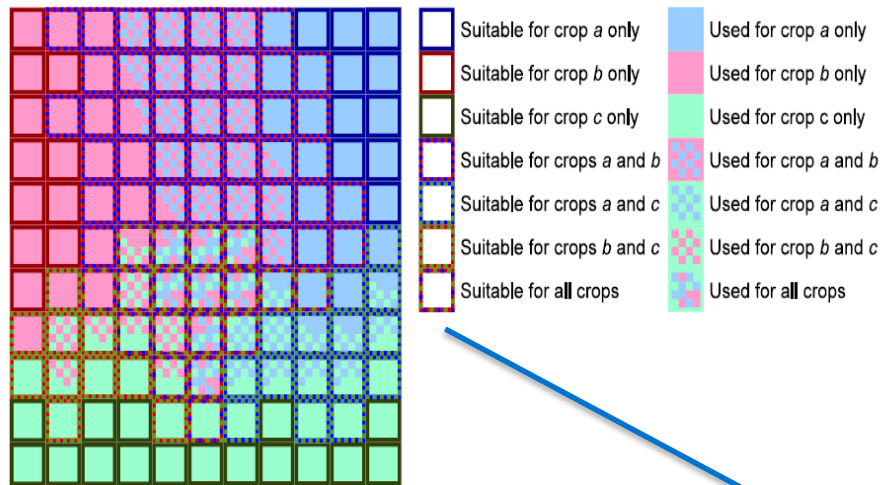 Suitable for crop a only
Used for crop a only
Suitable for crop b only
Used for crop b only
Suitable for crop c only
Used for crop c only
Suitable for crops a and b
Used for crop a and b
Suitable for crops a and c
Used for crop a and c
Suitable for crops b and c
Used for crop b and c
Suitable for all crops
Used for all crops